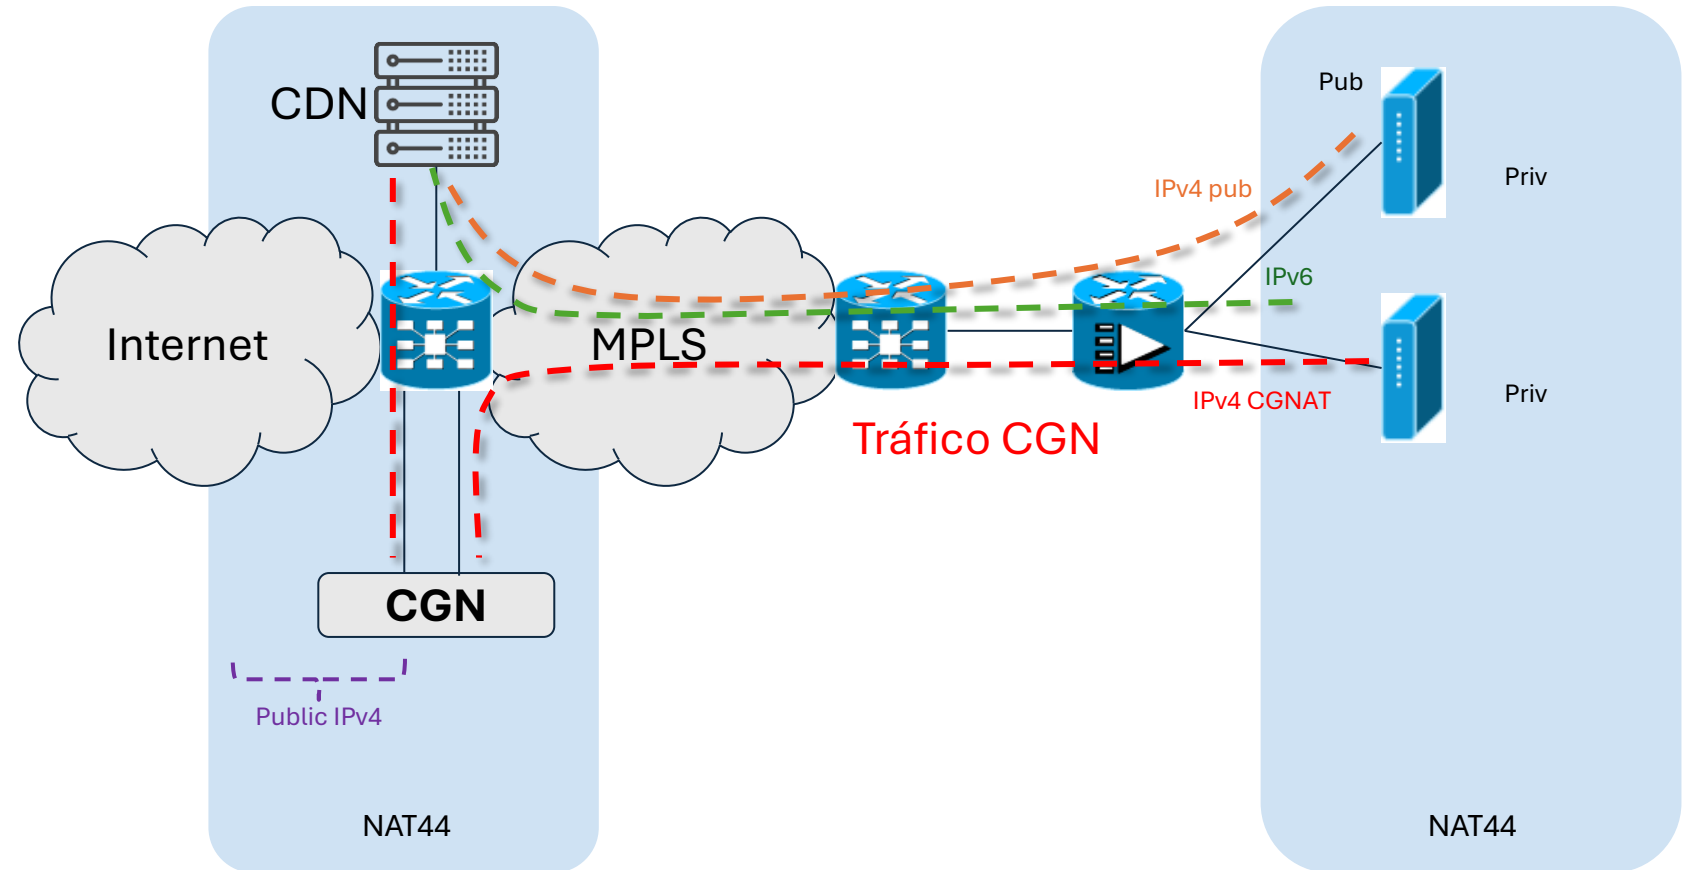 CDN
Pub
IPv4 pub
Priv
IPv6
Internet
MPLS
IPv4 CGNAT
Priv
Tráfico CGN
CGN
Public IPv4
NAT44
NAT44